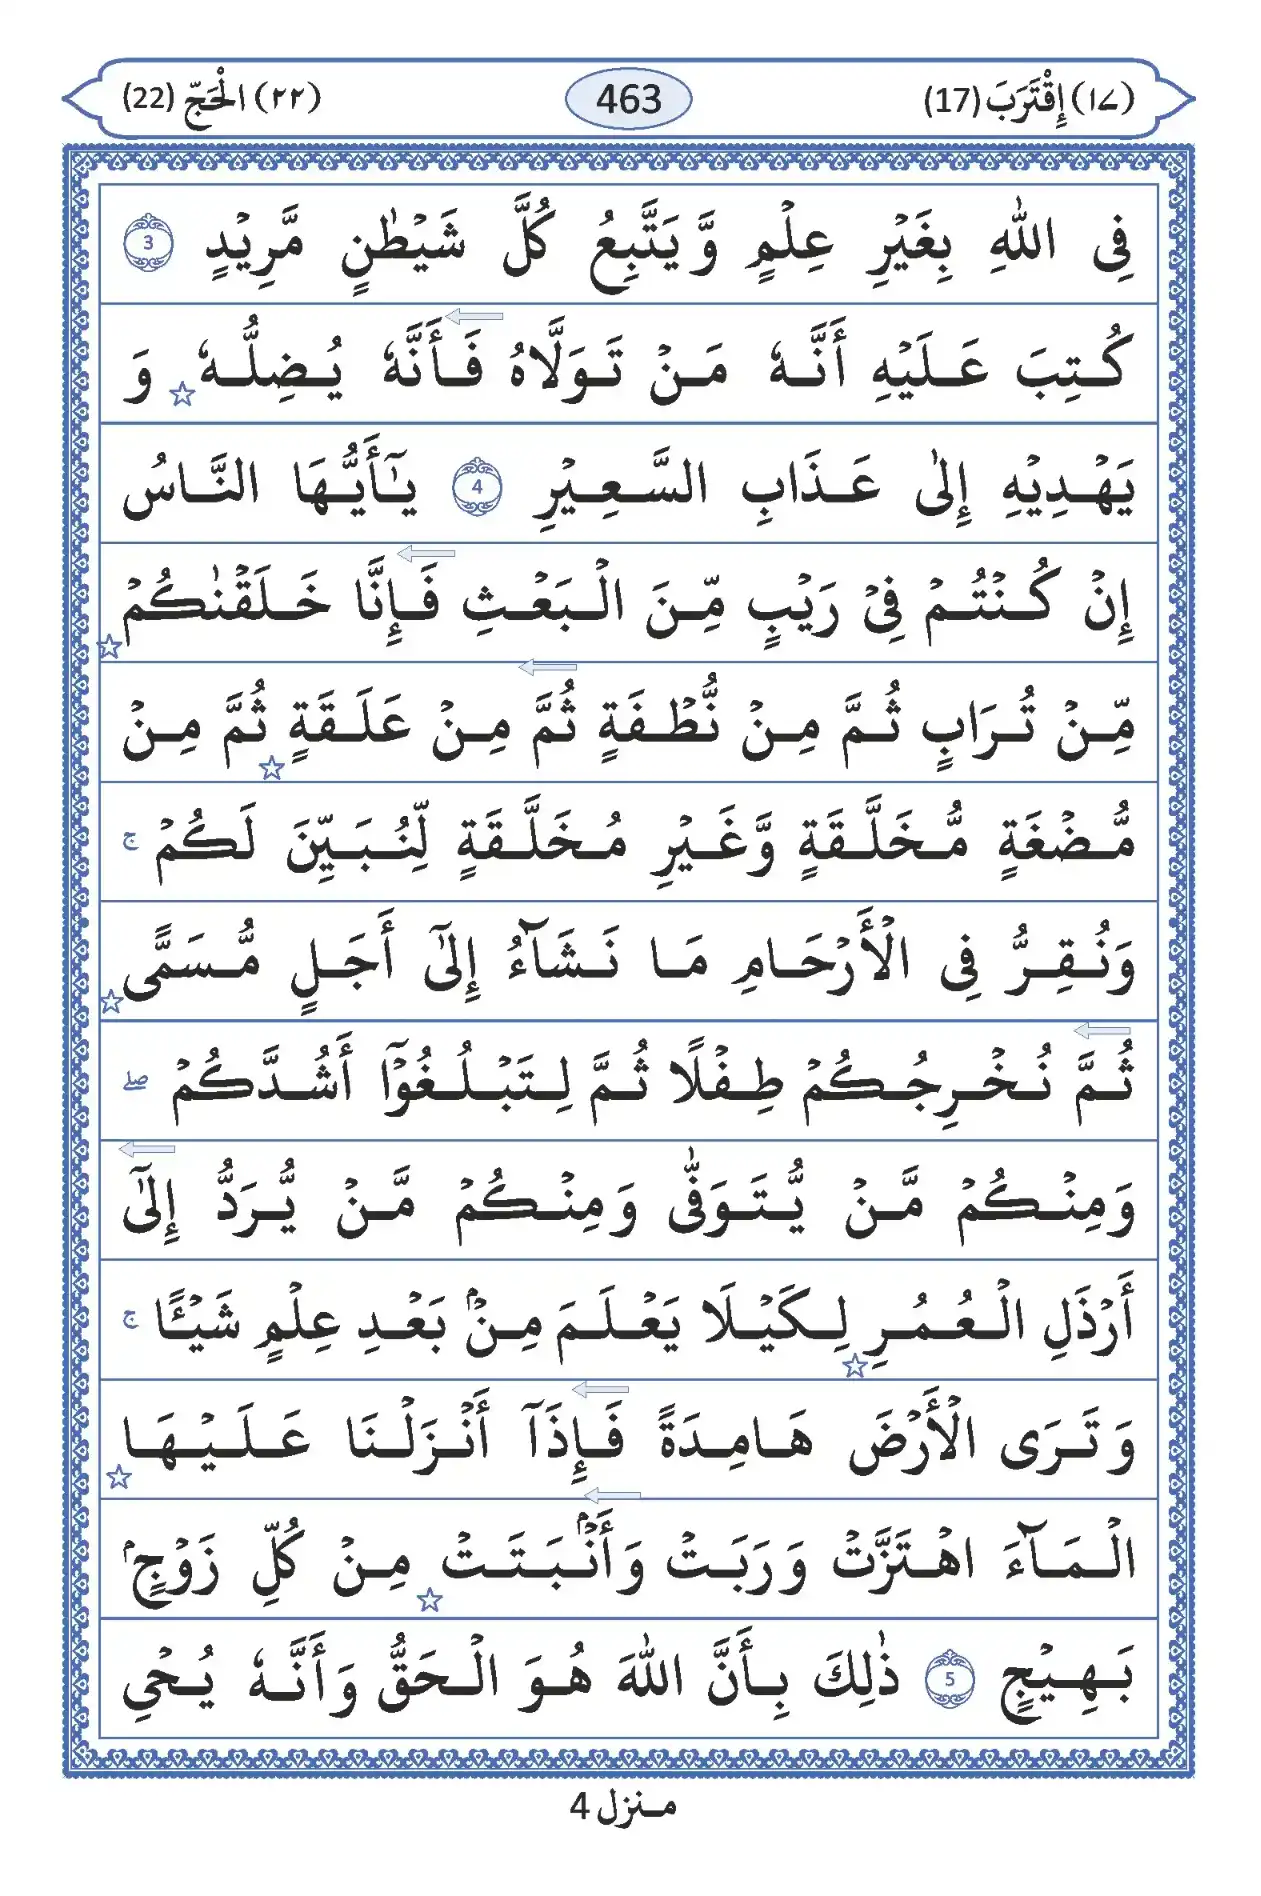 (١٧) إِقْتَرَبَ (17) 463 (٢٢) الْحَجّ (22)
فِى اللّٰهِ بِغَيْرِ عِلْمٍ وَّيَتَّبِعُ كُلَّ شَيْطٰنٍ مَّرِيْدٍ 3
كُتِبَ عَلَيْهِ أَنَّهٗ مَنْ تَوَلَّاهُ فَأَنَّهٗ يُضِلُّهٗ ☆ وَ
يَهْدِيْهِ إِلٰى عَذَابِ السَّعِيْرِ 4 يٰٓأَيُّهَا النَّاسُ
إِنْ كُنْتُمْ فِىْ رَيْبٍ مِّنَ الْبَعْثِ فَإِنَّا خَلَقْنٰكُمْ ☆
مِّنْ تُرَابٍ ثُمَّ مِنْ نُّطْفَةٍ ثُمَّ مِنْ عَلَقَةٍ ☆ ثُمَّ مِنْ
مُّضْغَةٍ مُّخَلَّقَةٍ وَّغَيْرِ مُخَلَّقَةٍ لِّنُبَيِّنَ لَكُمْ ج
وَنُقِرُّ فِى الْأَرْحَامِ مَا نَشَآءُ إِلٰٓى أَجَلٍ مُّسَمًّى ☆
ثُمَّ نُخْرِجُكُمْ طِفْلًا ثُمَّ لِتَبْلُغُوْٓا أَشُدَّكُمْ صلے
وَمِنْكُمْ مَّنْ يُّتَوَفّٰى وَمِنْكُمْ مَّنْ يُّرَدُّ إِلٰٓى
أَرْذَلِ الْعُمُرِ ☆ لِكَيْلَا يَعْلَمَ مِنْۢ بَعْدِ عِلْمٍ شَيْـًٔا ج
وَتَرَى الْأَرْضَ هَامِدَةً فَإِذَآ أَنْزَلْنَا عَلَيْهَا ☆
الْمَآءَ اهْتَزَّتْ وَرَبَتْ وَأَنْۢبَتَتْ ☆ مِنْ كُلِّ زَوْجٍۢ
بَهِيْجٍ 5 ذٰلِكَ بِأَنَّ اللّٰهَ هُوَ الْحَقُّ وَأَنَّهٗ يُحْىِ
منزل 4